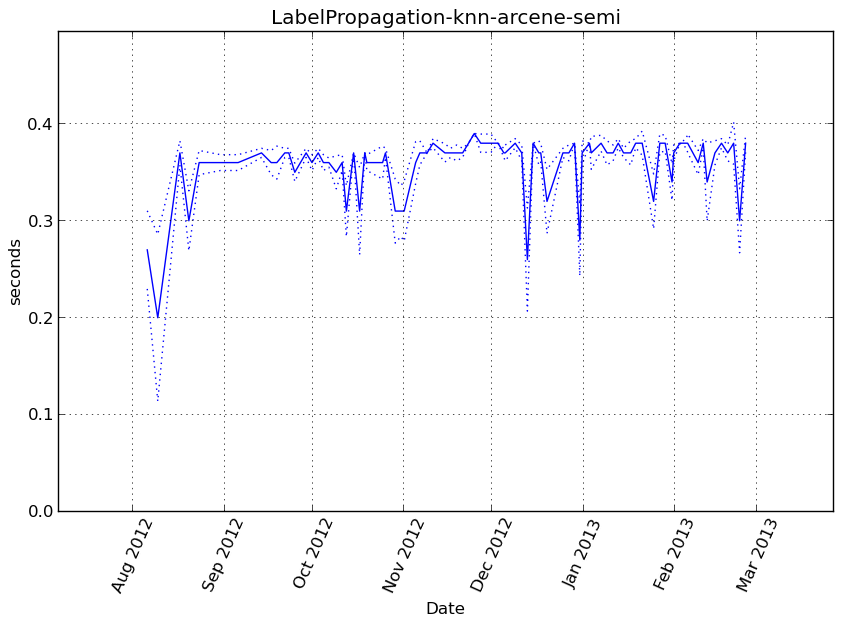 LabelPropagation-knn-arcene-semi
0.4
0.3
0.2
0.1
0.0
seconds
Aug 2012
Sep 2012
Oct 2012
Nov 2012
Dec 2012
Jan 2013
Feb 2013
Mar 2013
Date